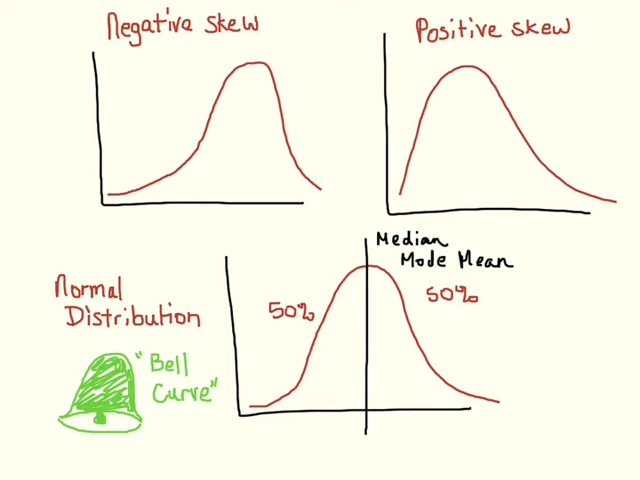 Negative skew
Positive skew
Median
Mode Mean
Normal
Distribution
50%
50%
"Bell
Curve"